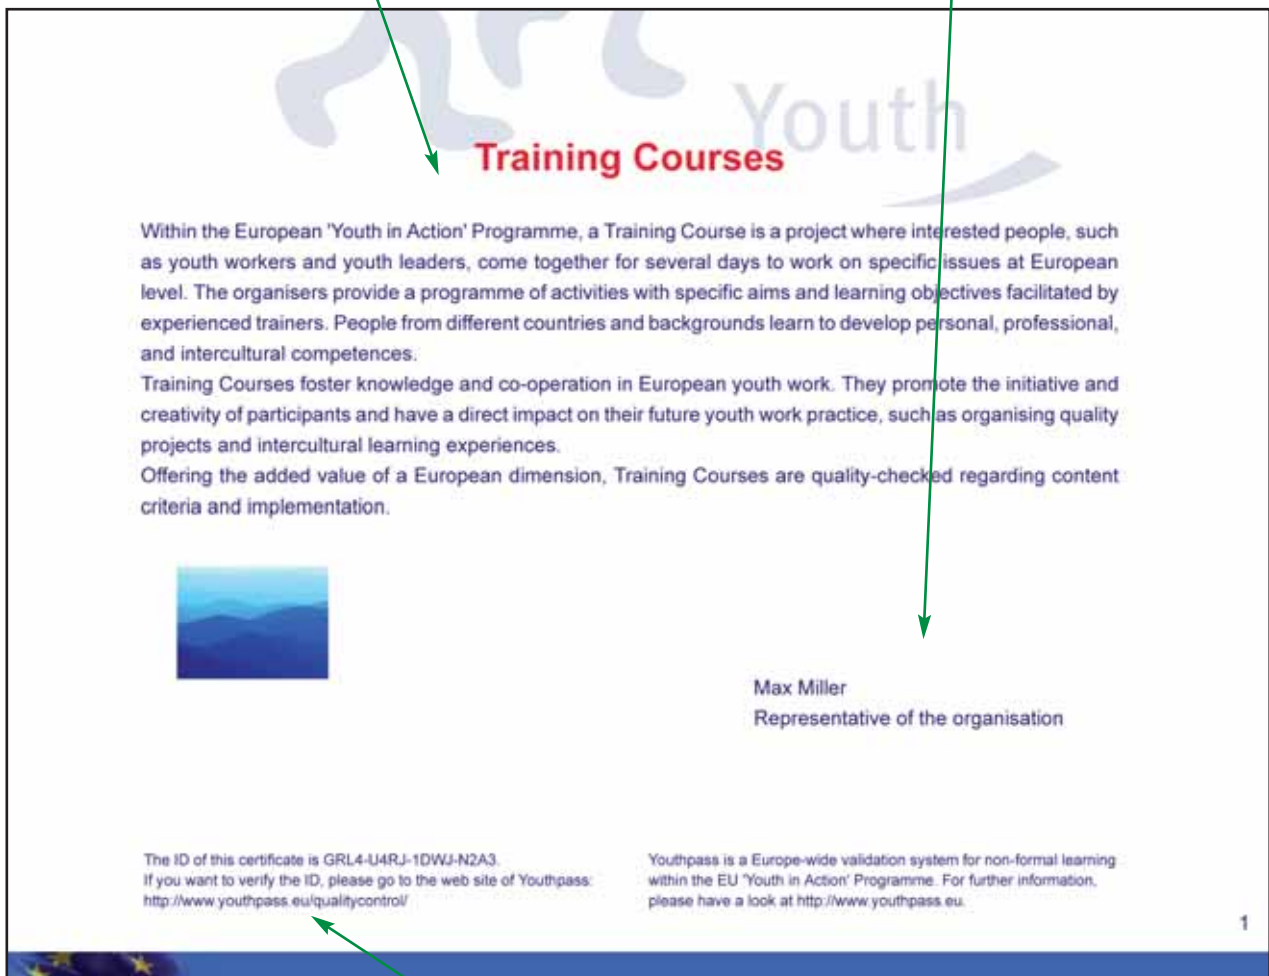 Youth
Training Courses
Within the European 'Youth in Action' Programme, a Training Course is a project where interested people, such
as youth workers and youth leaders, come together for several days to work on specific issues at European
level. The organisers provide a programme of activities with specific aims and learning objectives facilitated by
experienced trainers. People from different countries and backgrounds learn to develop personal, professional,
and intercultural competences.
Training Courses foster knowledge and co-operation in European youth work. They promote the initiative and
creativity of participants and have a direct impact on their future youth work practice, such as organising quality
projects and intercultural learning experiences.
Offering the added value of a European dimension, Training Courses are quality-checked regarding content
criteria and implementation.
Max Miller
Representative of the organisation
The ID of this certificate is GRL4-U4RJ-1DWJ-N2A3.
If you want to verify the ID, please go to the web site of Youthpass:
http://www.youthpass.eu/qualitycontrol/
Youthpass is a Europe-wide validation system for non-formal learning
within the EU 'Youth in Action' Programme. For further information,
please have a look at http://www.youthpass.eu.
1